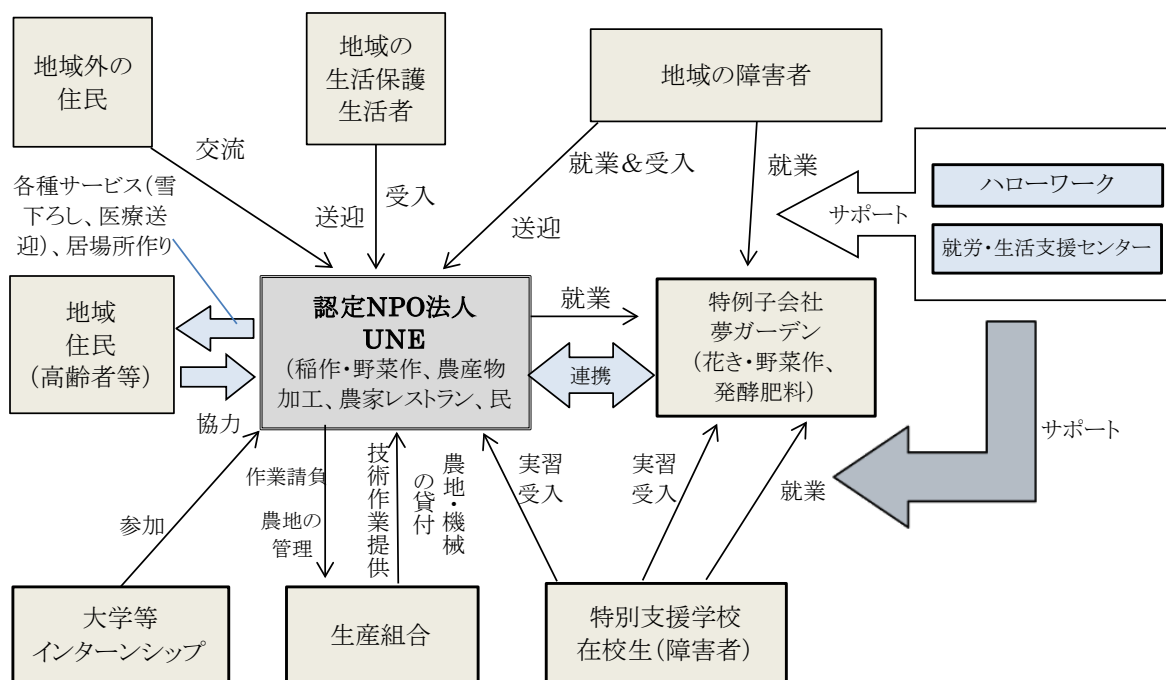 地域外の
住民
地域の
生活保護
生活者
地域の障害者
交流
受入
送迎
就業＆受入
送迎
就業
サポート
ハローワーク
就労・生活支援センター
各種サービス(雪
下ろし、医療送
迎)、居場所作り
地域
住民
(高齢者等)
協力
認定NPO法人
UNE
(稲作・野菜作、農産物
加工、農家レストラン、民
就業
連携
特例子会社
夢ガーデン
(花き・野菜作、
発酵肥料)
サポート
参加
作業請負
農地の
管理
技術作業提供
農地・機械
の貸付
実習
受入
実習
受入
就業
大学等
インターンシップ
生産組合
特別支援学校
在校生(障害者)